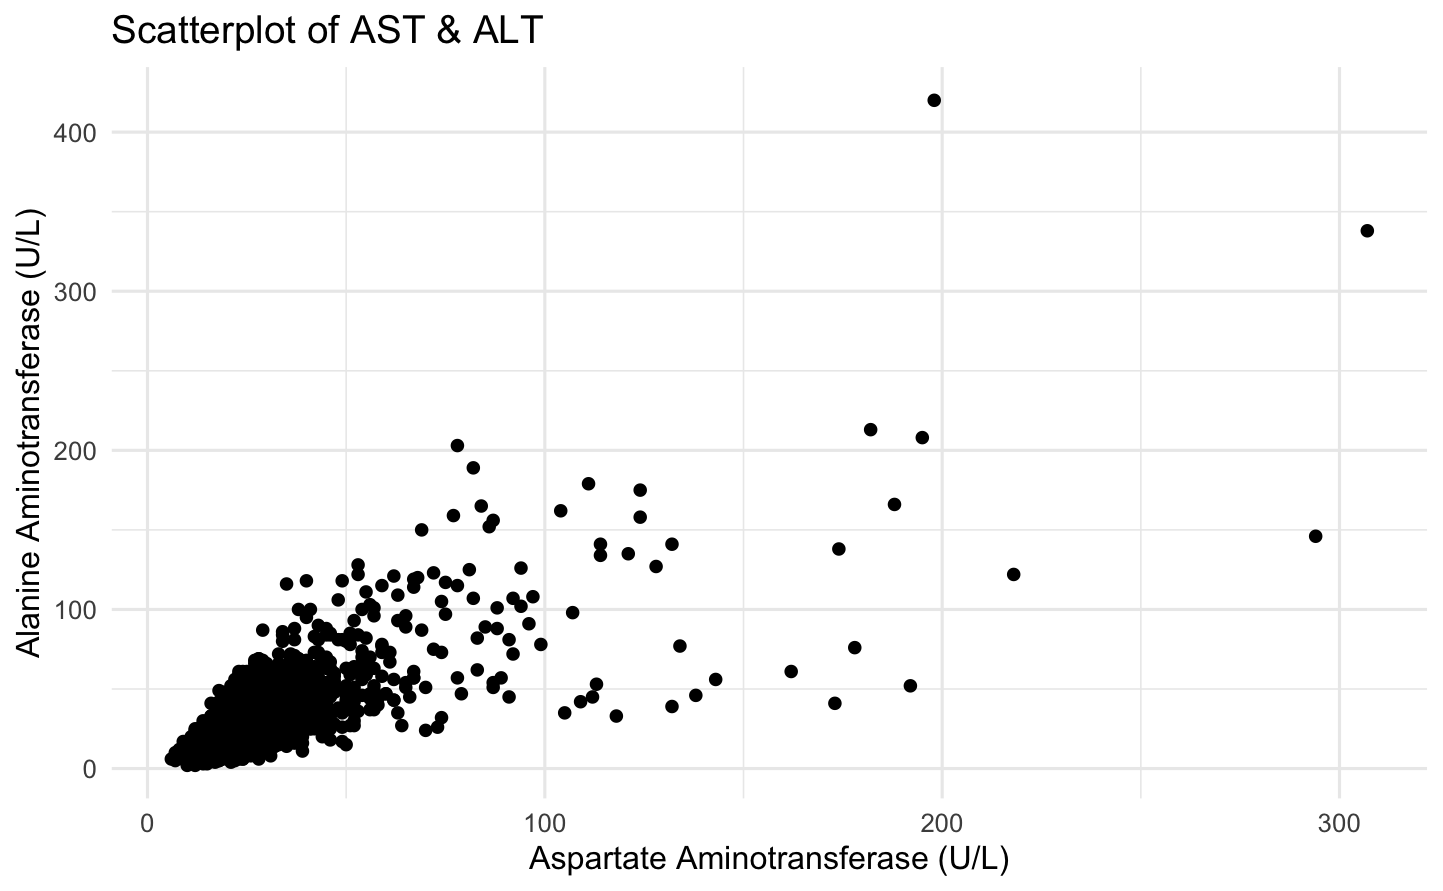 Scatterplot of AST & ALT
400
300
200
100
0
Alanine Aminotransferase (U/L)
0 100 200 300
Aspartate Aminotransferase (U/L)